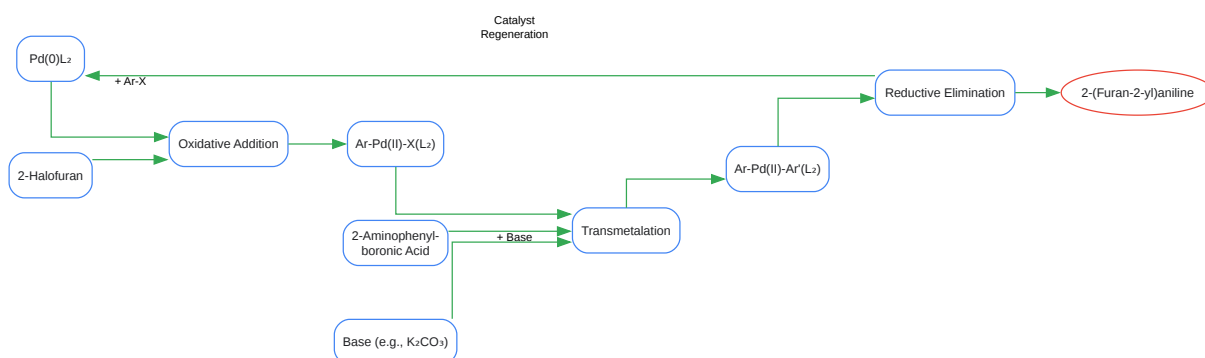 Catalyst
Regeneration
Pd(0)L₂
+ Ar-X
Reductive Elimination
2-(Furan-2-yl)aniline
Oxidative Addition
Ar-Pd(II)-X(L₂)
2-Halofuran
Ar-Pd(II)-Ar'(L₂)
2-Aminophenyl-
boronic Acid
+ Base
Transmetalation
Base (e.g., K₂CO₃)